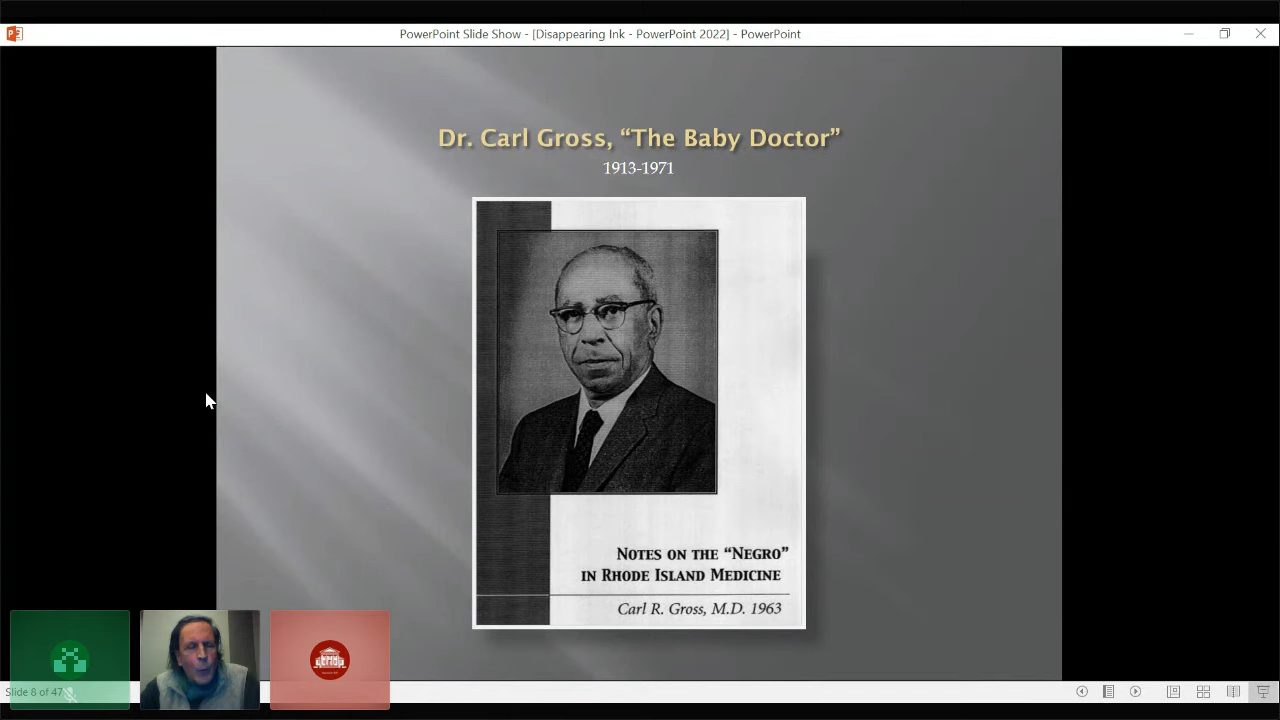 PowerPoint Slide Show - [Disappearing Ink - PowerPoint 2022] - PowerPoint
Dr. Carl Gross, “The Baby Doctor”
1913-1971
NOTES ON THE “NEGRO”
IN RHODE ISLAND MEDICINE
Carl R. Gross, M.D. 1963
Slide 8 of 47